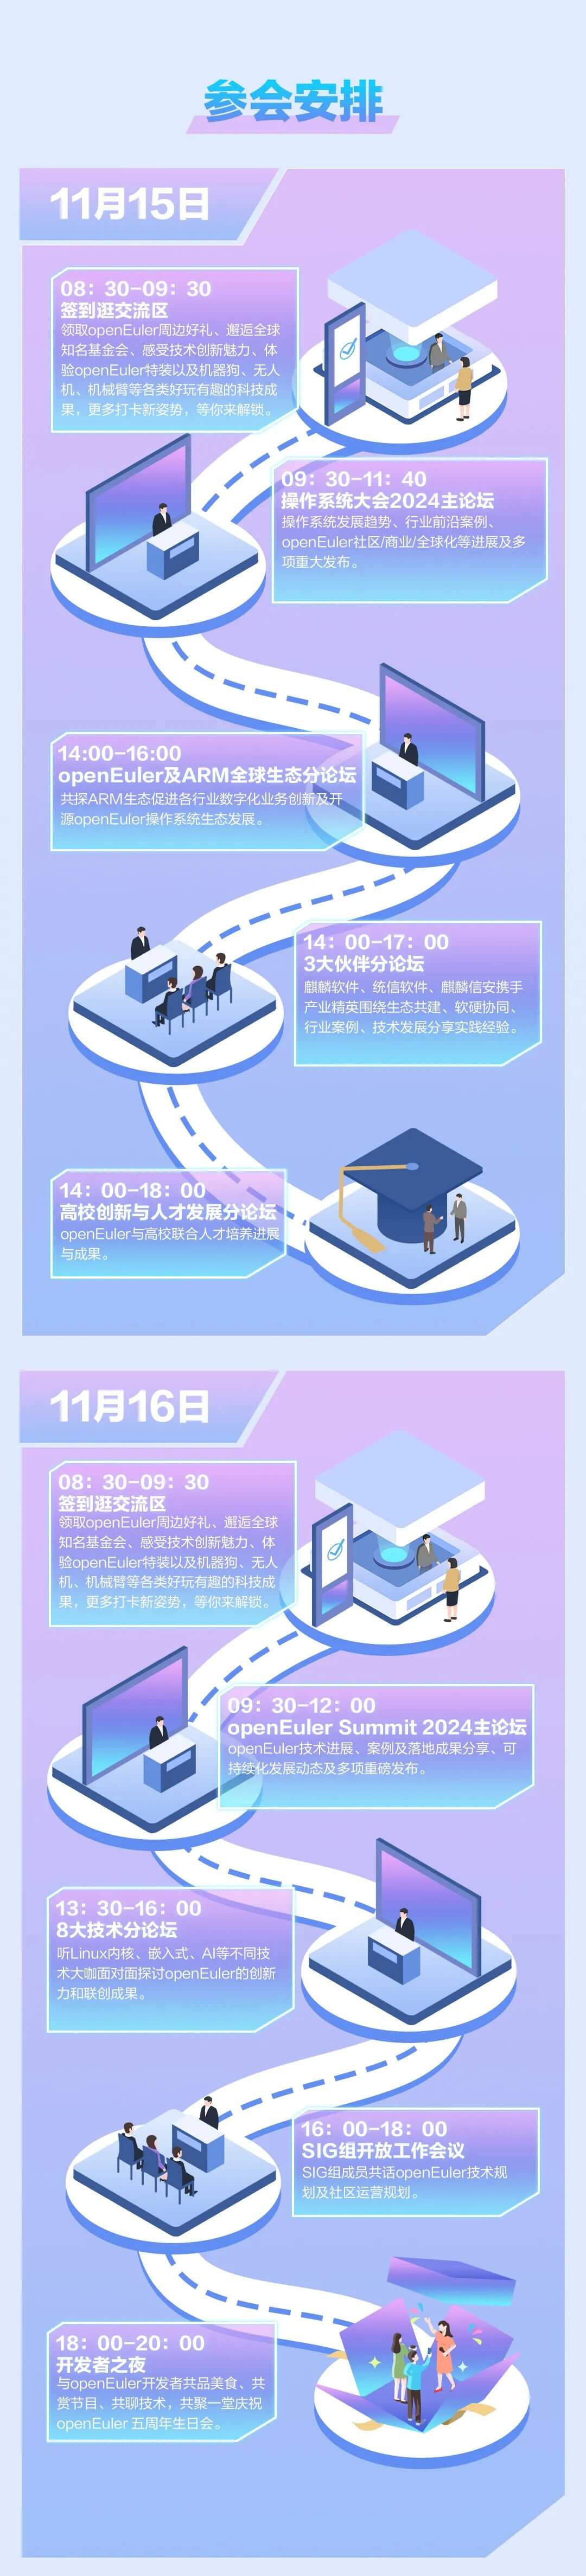 参会安排
11月15日
08：30-09：30
签到逛交流区
领取openEuler周边好礼、邂逅全球
知名基金会、感受技术创新魅力、体
验openEuler特装以及机器狗、无人
机、机械臂等各类好玩有趣的科技成
果，更多打卡新姿势，等你来解锁。
09：30-11：40
操作系统大会2024主论坛
操作系统发展趋势、行业前沿案例、
openEuler社区/商业/全球化等进展及多
项重大发布。
14:00-16:00
openEuler及ARM全球生态分论坛
共探ARM生态促进各行业数字化业务创新及开
源openEuler操作系统生态发展。
14：00-17：00
3大伙伴分论坛
麒麟软件、统信软件、麒麟信安携手
产业精英围绕生态共建、软硬协同、
行业案例、技术发展分享实践经验。
14：00-18：00
高校创新与人才发展分论坛
openEuler与高校联合人才培养进展
与成果。
11月16日
08：30-09：30
签到逛交流区
领取openEuler周边好礼、邂逅全球
知名基金会、感受技术创新魅力、体
验openEuler特装以及机器狗、无人
机、机械臂等各类好玩有趣的科技成
果，更多打卡新姿势，等你来解锁。
09：30-12：00
openEuler Summit 2024主论坛
openEuler技术进展、案例及落地成果分享、可
持续化发展动态及多项重磅发布。
13：30-16：00
8大技术分论坛
听Linux内核、嵌入式、AI等不同技
术大咖面对面探讨openEuler的创新
力和联创成果。
16：00-18：00
SIG组开放工作会议
SIG组成员共话openEuler技术规
划及社区运营规划。
18：00-20：00
开发者之夜
与openEuler开发者共品美食、共
赏节目、共聊技术，共聚一堂庆祝
openEuler 五周年生日会。